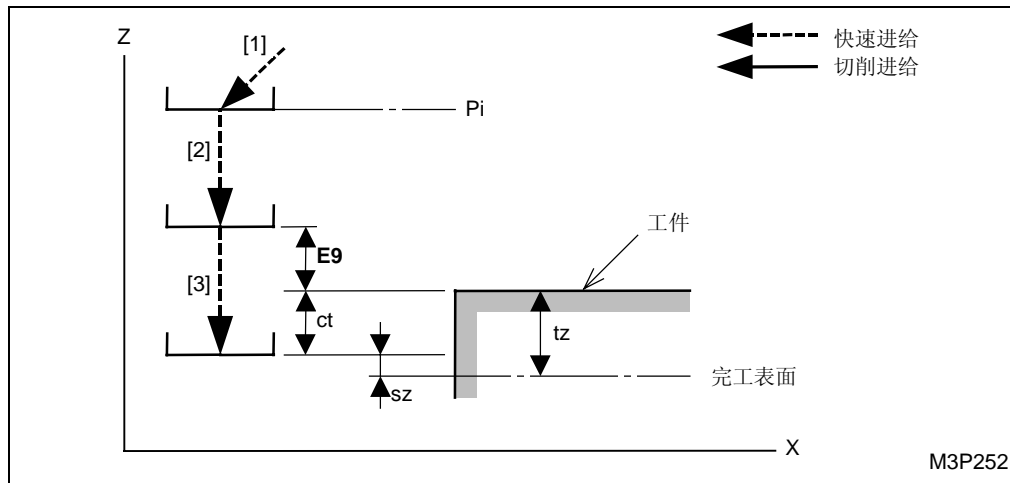 Z
[1]
快速进给
切削进给
Pi
[2]
工件
E9
[3]
ct
tz
完工表面
sz
X
M3P252